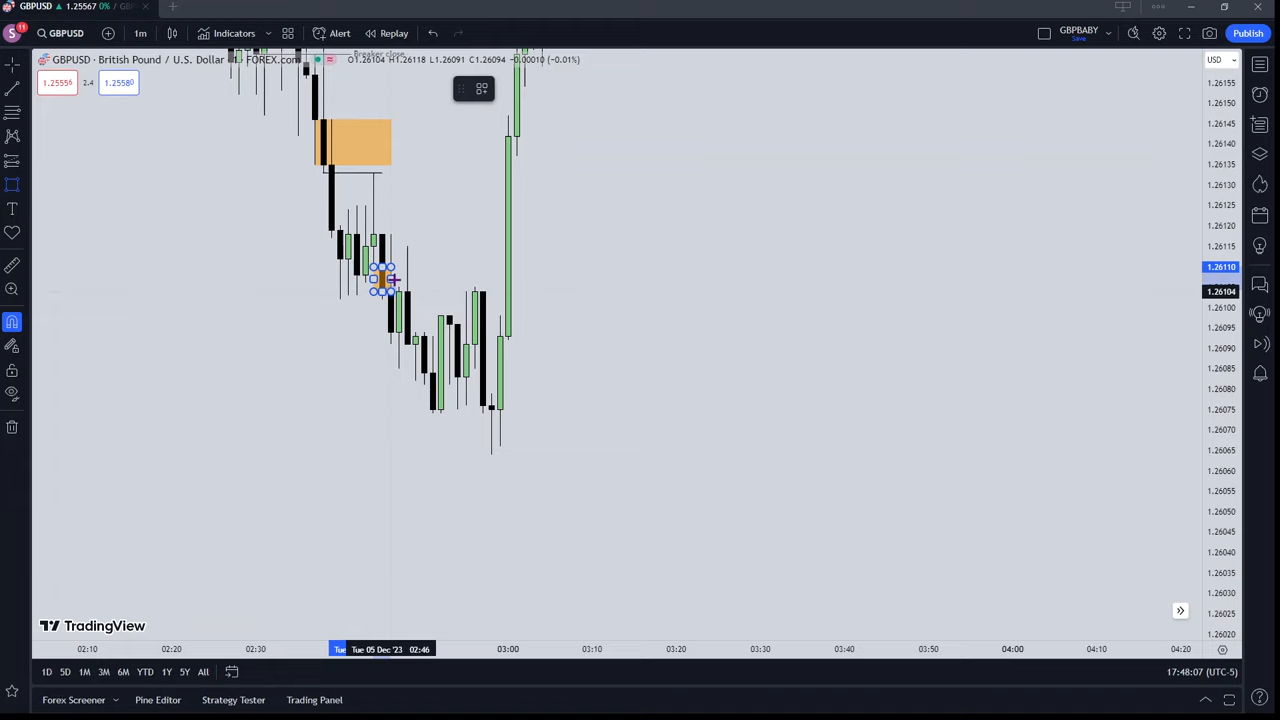 GBPUSD ▲ 1.25567 0%
S 11
GBPUSD
1m
Indicators
Alert
Replay
GBPBABY
Save
Publish
Breaker close
GBPUSD · British Pound / U.S. Dollar · 1 · FOREX.com
O1.26104 H1.26118 L1.26091 C1.26094 −0.00010 (−0.01%)
1.25556 2.4 1.25580
USD
1.26155
1.26150
1.26145
1.26140
1.26135
1.26130
1.26125
1.26120
1.26115
1.26110
1.26104
1.26100
1.26095
1.26090
1.26085
1.26080
1.26075
1.26070
1.26065
1.26060
1.26055
1.26050
1.26045
1.26040
1.26035
1.26030
1.26025
1.26020
TradingView
02:10 02:20 02:30 Tue Tue 05 Dec '23 02:46 03:00 03:10 03:20 03:30 03:40 03:50 04:00 04:10 04:20
1D 5D 1M 3M 6M YTD 1Y 5Y All
17:48:07 (UTC-5)
Forex Screener Pine Editor Strategy Tester Trading Panel